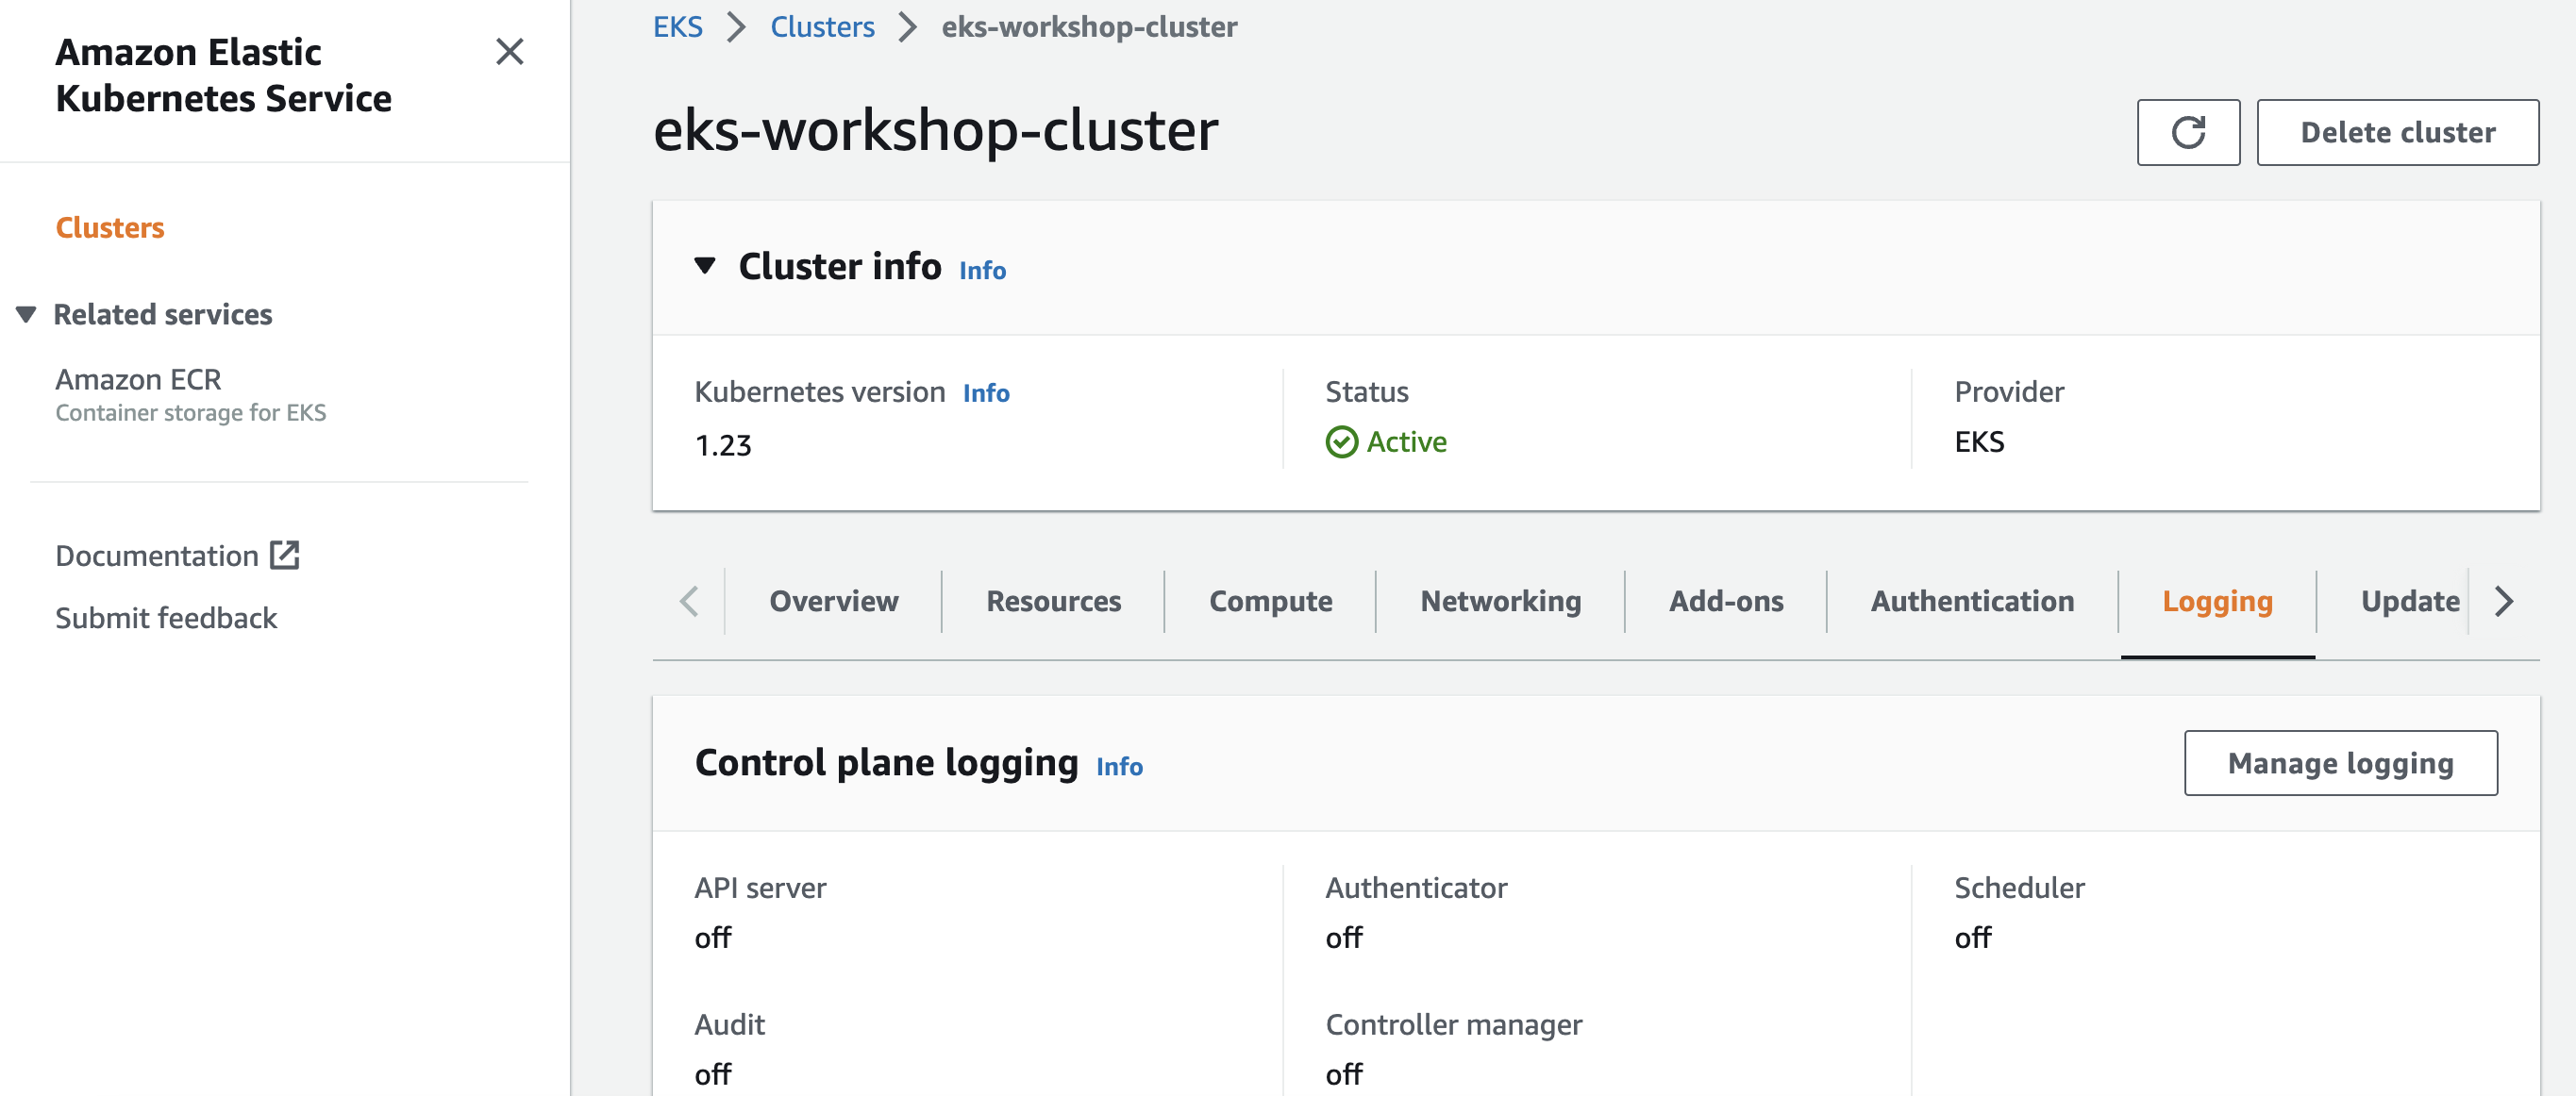 Amazon Elastic
Kubernetes Service
Clusters
Related services
Amazon ECR
Container storage for EKS
Documentation
Submit feedback
EKS Clusters eks-workshop-cluster
eks-workshop-cluster
Delete cluster
Cluster info Info
Kubernetes version Info
1.23
Status
Active
Provider
EKS
Overview Resources Compute Networking Add-ons Authentication Logging Update
Control plane logging Info
Manage logging
API server
off
Authenticator
off
Scheduler
off
Audit
off
Controller manager
off